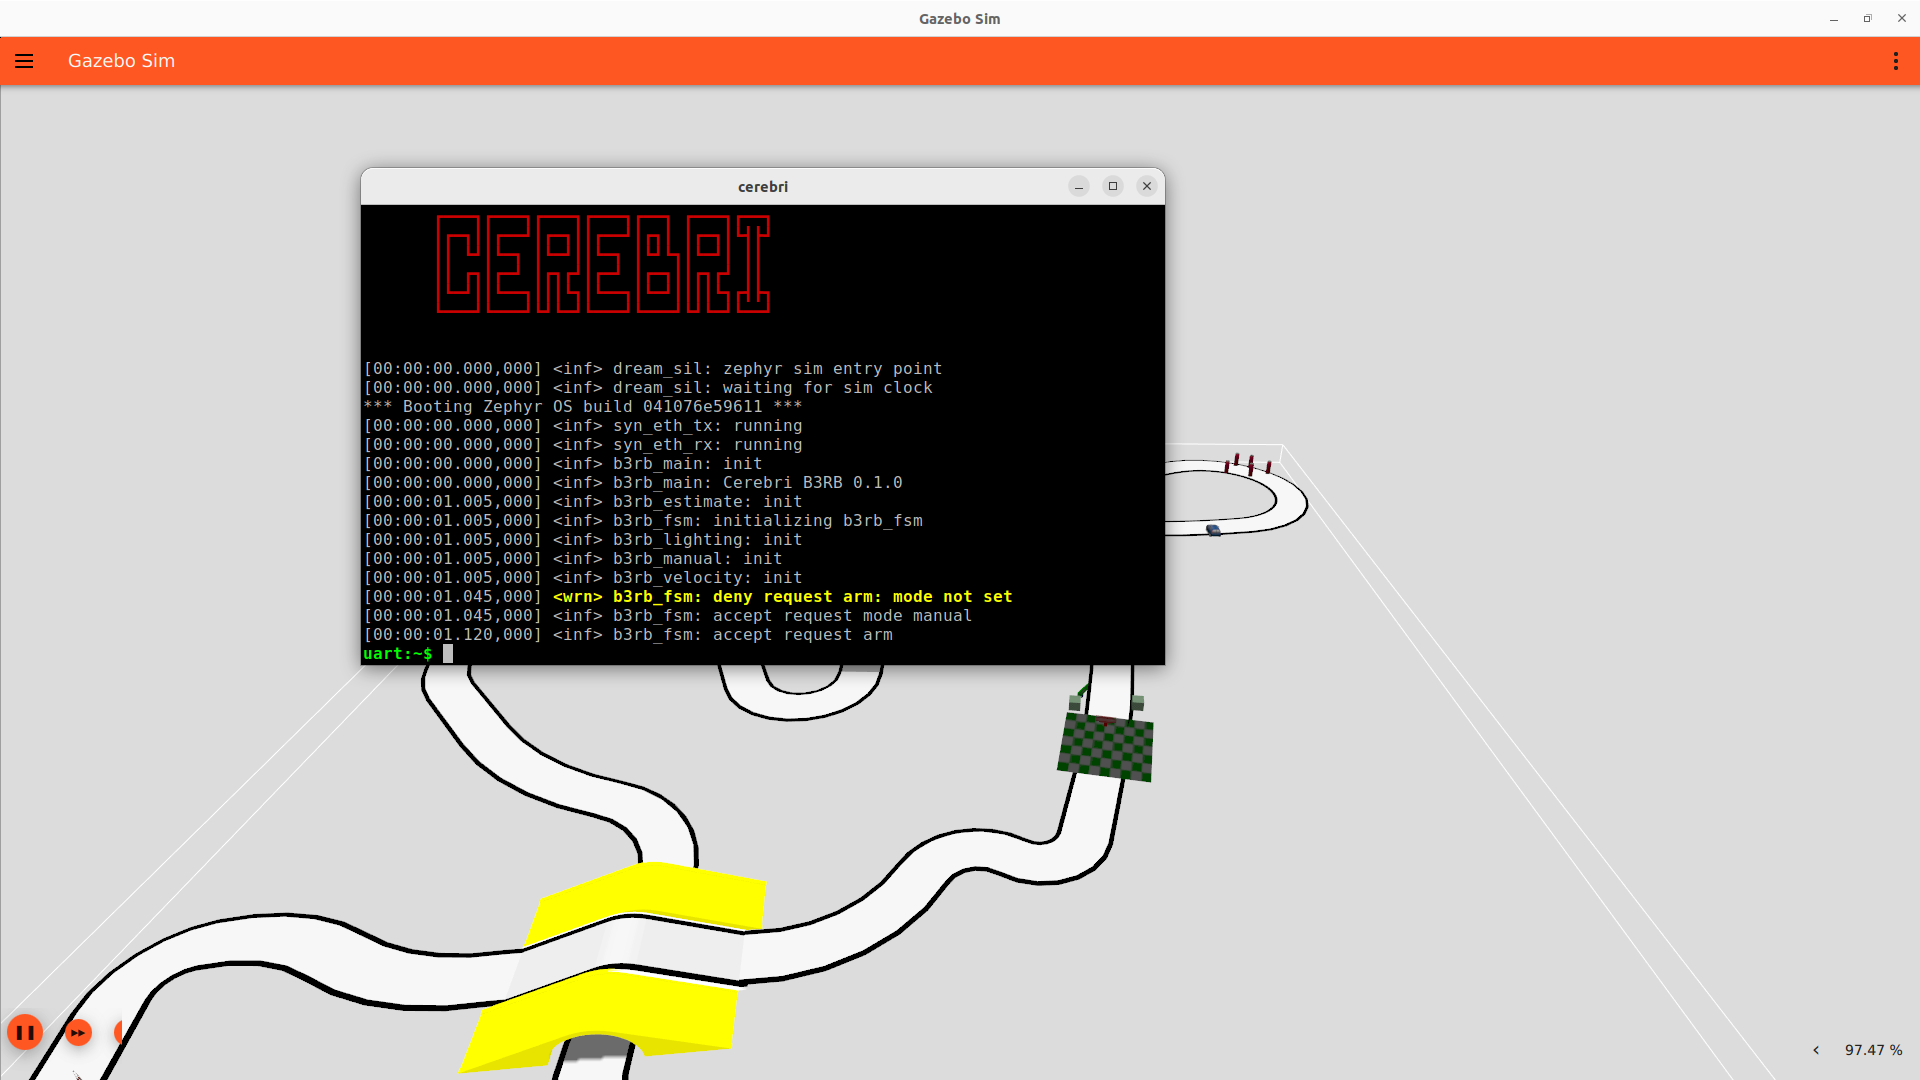 Gazebo Sim
Gazebo Sim
cerebri
CEREBRI
[00:00:00.000,000] <inf> dream_sil: zephyr sim entry point
[00:00:00.000,000] <inf> dream_sil: waiting for sim clock
*** Booting Zephyr OS build 041076e59611 ***
[00:00:00.000,000] <inf> syn_eth_tx: running
[00:00:00.000,000] <inf> syn_eth_rx: running
[00:00:00.000,000] <inf> b3rb_main: init
[00:00:00.000,000] <inf> b3rb_main: Cerebri B3RB 0.1.0
[00:00:01.005,000] <inf> b3rb_estimate: init
[00:00:01.005,000] <inf> b3rb_fsm: initializing b3rb_fsm
[00:00:01.005,000] <inf> b3rb_lighting: init
[00:00:01.005,000] <inf> b3rb_manual: init
[00:00:01.005,000] <inf> b3rb_velocity: init
[00:00:01.045,000] <wrn> b3rb_fsm: deny request arm: mode not set
[00:00:01.045,000] <inf> b3rb_fsm: accept request mode manual
[00:00:01.120,000] <inf> b3rb_fsm: accept request arm
uart:~$
97.47 %